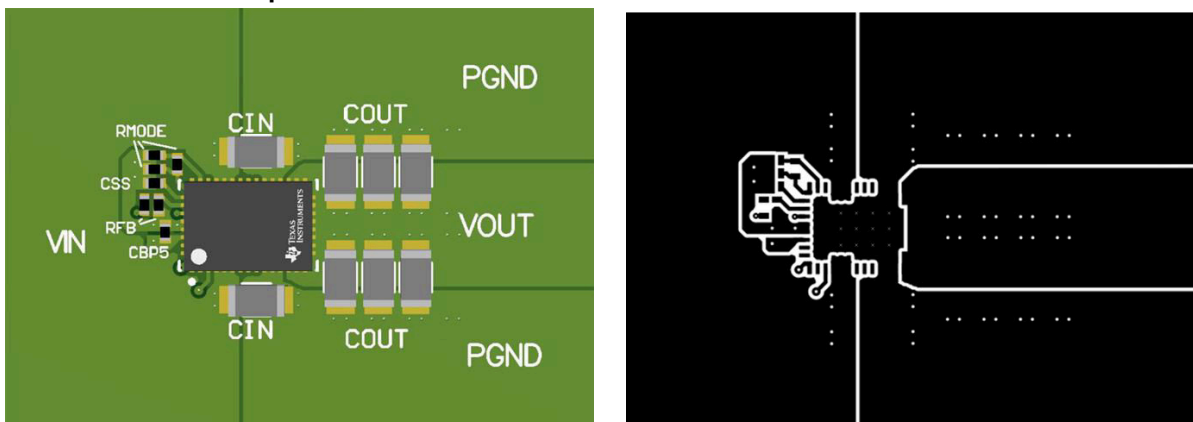 PGND
COUT
CIN
RMODE
CSS
TEXAS
INSTRUMENTS
RFB
VIN
VOUT
CBP5
CIN
COUT
PGND